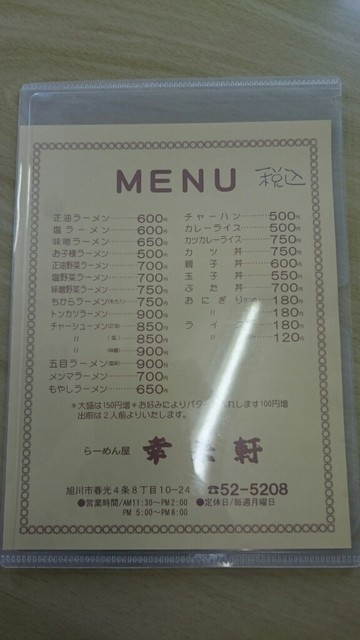 MENU 税込
正油ラーメン 600円
塩ラーメン 600円
味噌ラーメン 650円
お子様ラーメン 500円
正油野菜ラーメン 700円
塩野菜ラーメン 700円
味噌野菜ラーメン 750円
ちからラーメン 750円
トンカツラーメン 900円
チャーシューメン(正油) 850円
〃 (塩) 850円
〃 (味噌) 900円
五目ラーメン 900円
メンマラーメン 700円
もやしラーメン 650円
チャーハン 500円
カレーライス 500円
カツカレーライス 750円
カツ丼 750円
親子丼 600円
玉子丼 550円
ぶた丼 700円
おにぎり 180円
〃 180円
ライス 180円
〃 120円
*大盛は150円増 *お好みによりバター入れします100円増
出前は2人前よりいたします。
らーめん屋 幸 軒
旭川市春光4条8丁目10-24 ☎52-5208
●営業時間/AM11:30~PM2:00 ●定休日/毎週月曜日
PM 5:00~PM8:00